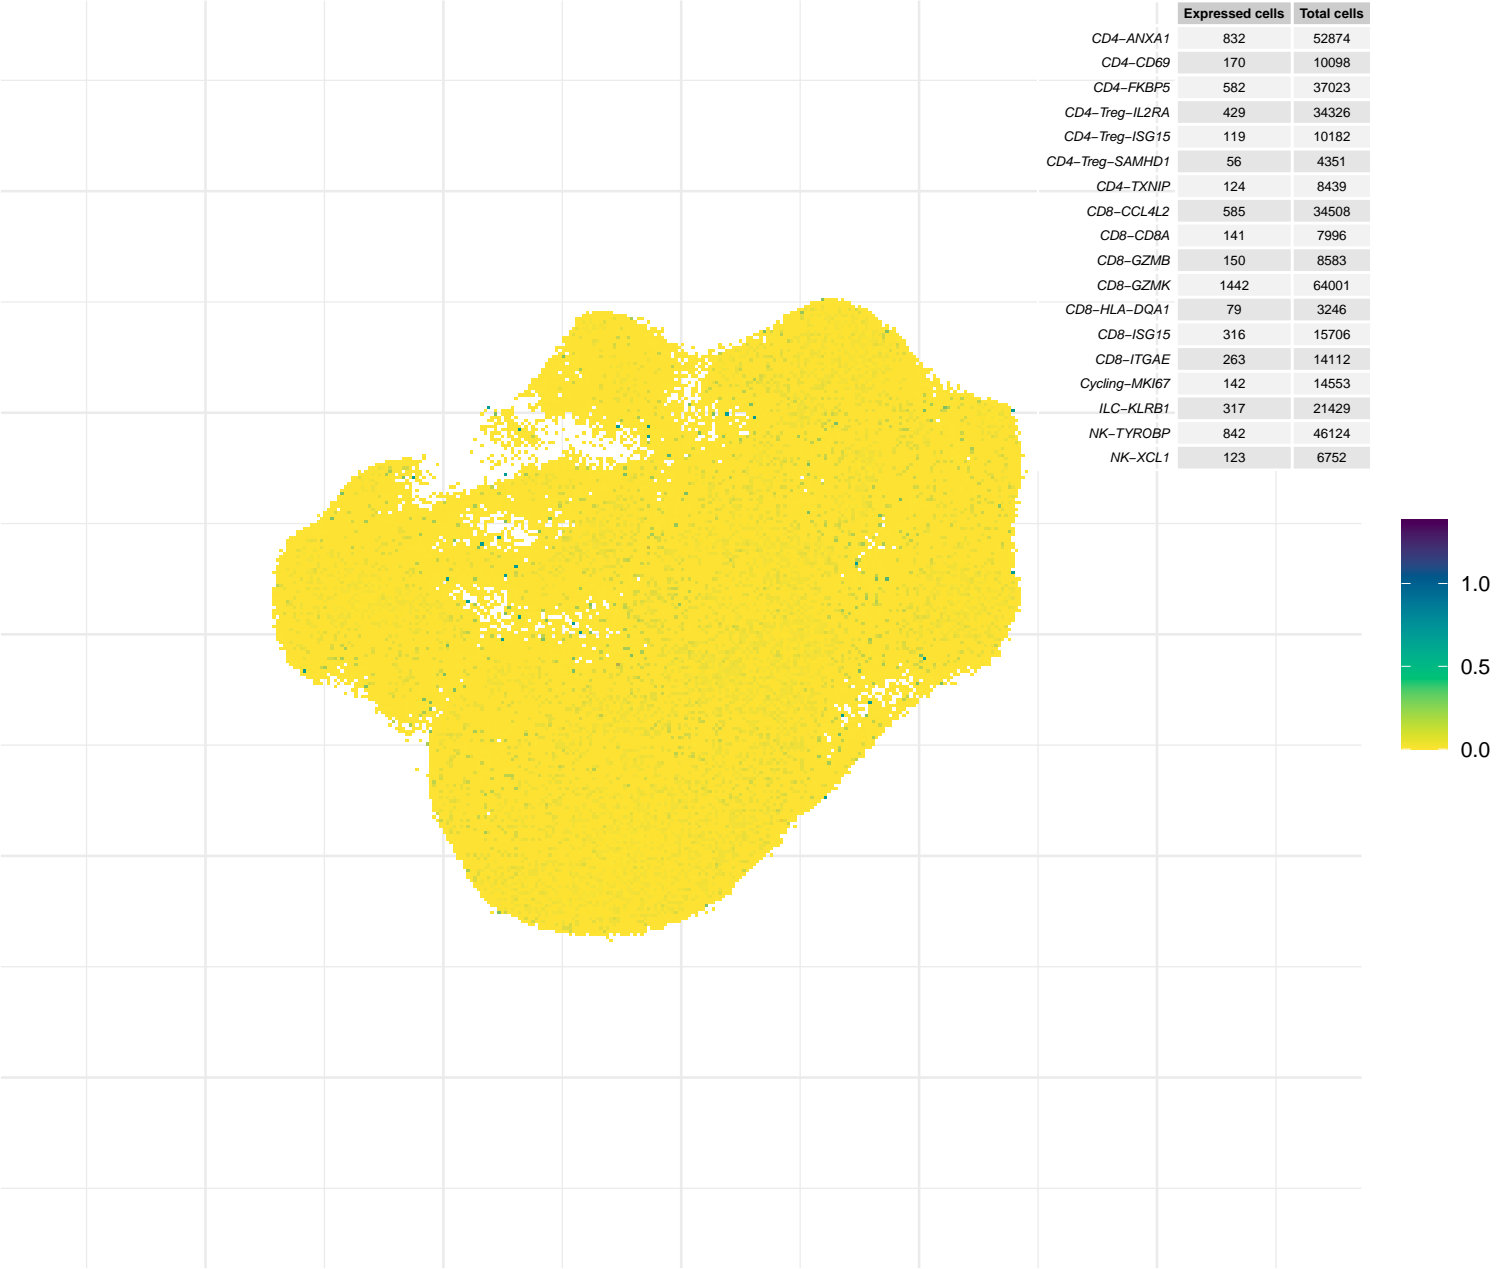 Expressed cells Total cells
CD4−ANXA1 832 52874
CD4−CD69 170 10098
CD4−FKBP5 582 37023
CD4−Treg−IL2RA 429 34326
CD4−Treg−ISG15 119 10182
CD4−Treg−SAMHD1 56 4351
CD4−TXNIP 124 8439
CD8−CCL4L2 585 34508
CD8−CD8A 141 7996
CD8−GZMB 150 8583
CD8−GZMK 1442 64001
CD8−HLA−DQA1 79 3246
CD8−ISG15 316 15706
CD8−ITGAE 263 14112
Cycling−MKI67 142 14553
ILC−KLRB1 317 21429
NK−TYROBP 842 46124
NK−XCL1 123 6752
1.0
0.5
0.0